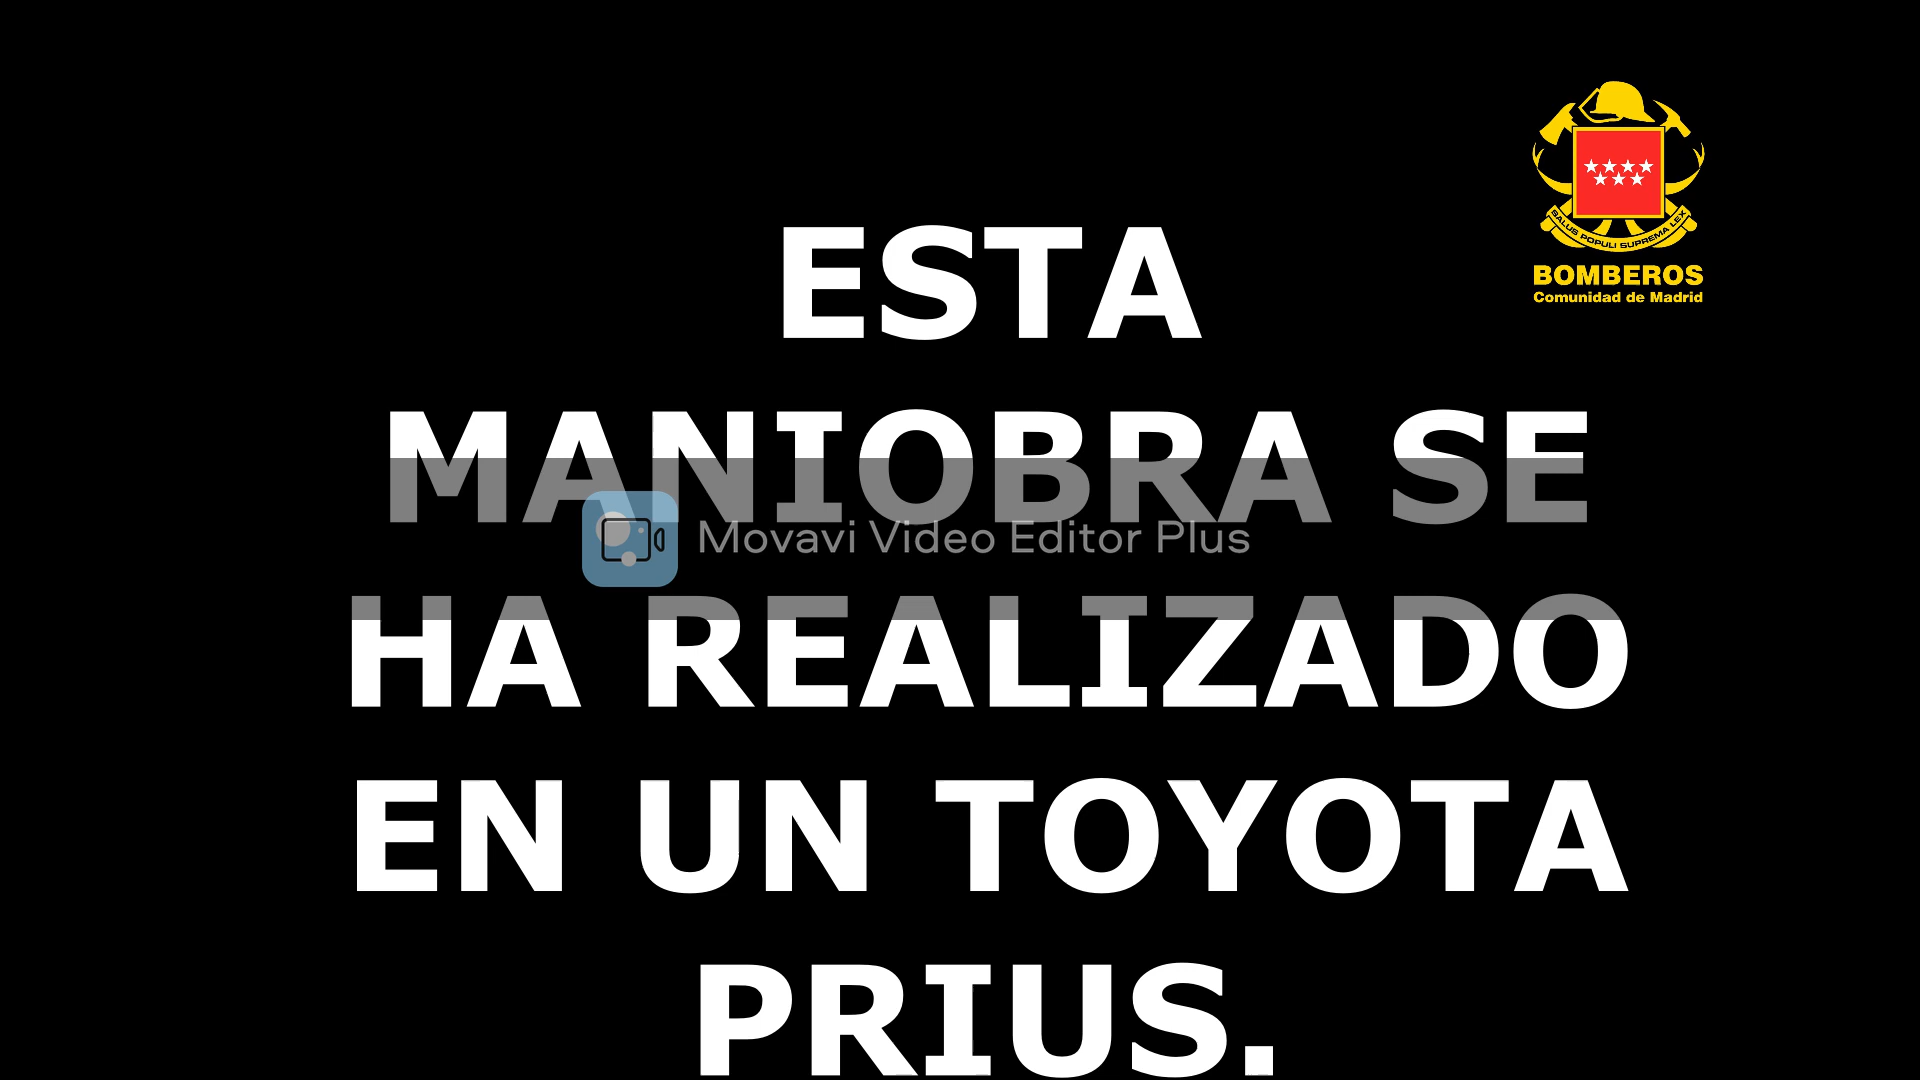 SALUS POPULI SUPREMA LEX
BOMBEROS
Comunidad de Madrid
ESTA
MANIOBRA SE
Movavi Video Editor Plus
HA REALIZADO
EN UN TOYOTA
PRIUS.